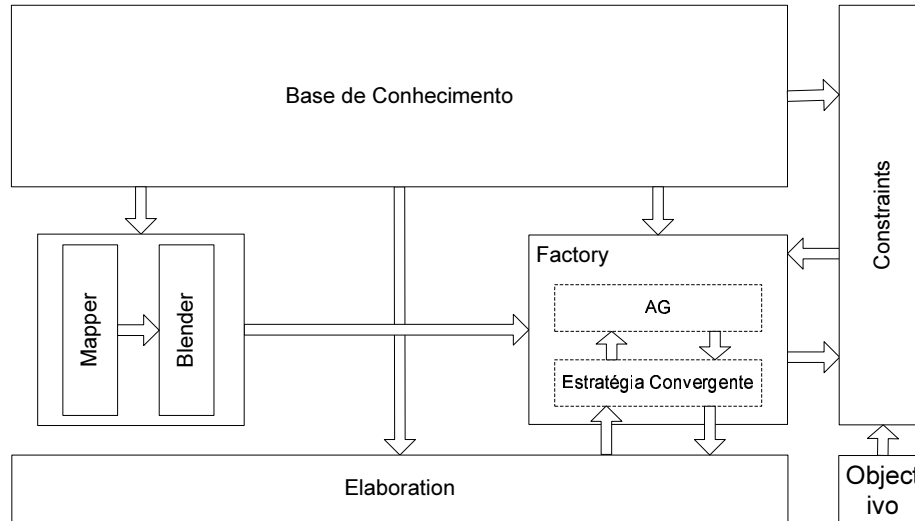 Base de Conhecimento
Constraints
Factory
Mapper
Blender
AG
Estratégia Convergente
Elaboration
Object
ivo